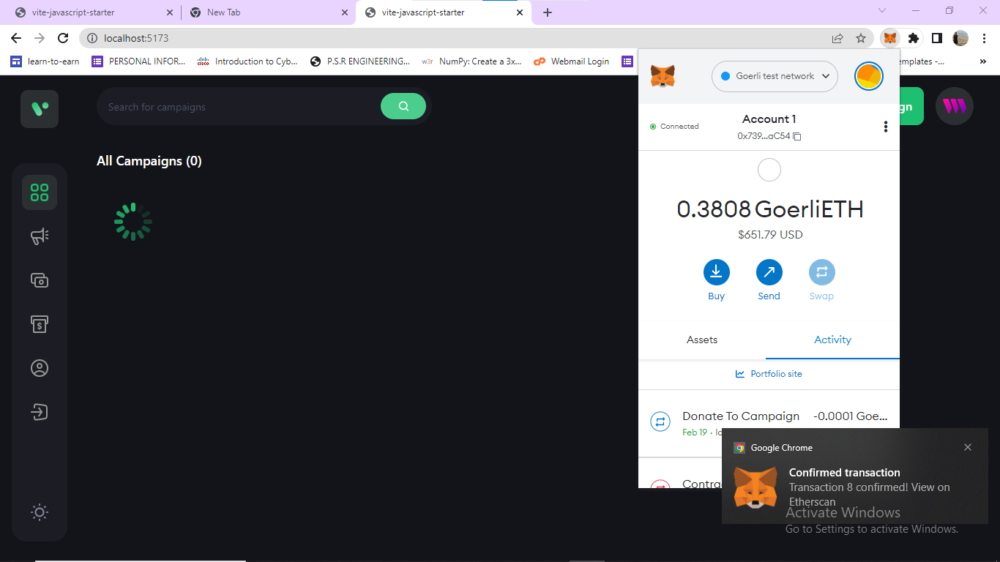 vite-javascript-starter
New Tab
vite-javascript-starter
localhost:5173
learn-to-earn
PERSONAL INFOR...
Introduction to Cyb...
P.S.R ENGINEERING...
w3r NumPy: Create a 3x...
Webmail Login
emplates -...
Goerli test network
Search for campaigns
gn
Connected
Account 1
0x739...aC54
All Campaigns (0)
0.3808 GoerliETH
$651.79 USD
Buy
Send
Swap
Assets
Activity
Portfolio site
Donate To Campaign
-0.0001 Goe...
Feb 19 ·
Google Chrome
Confirmed transaction
Transaction 8 confirmed! View on
Etherscan
Contra
Activate Windows
Go to Settings to activate Windows.